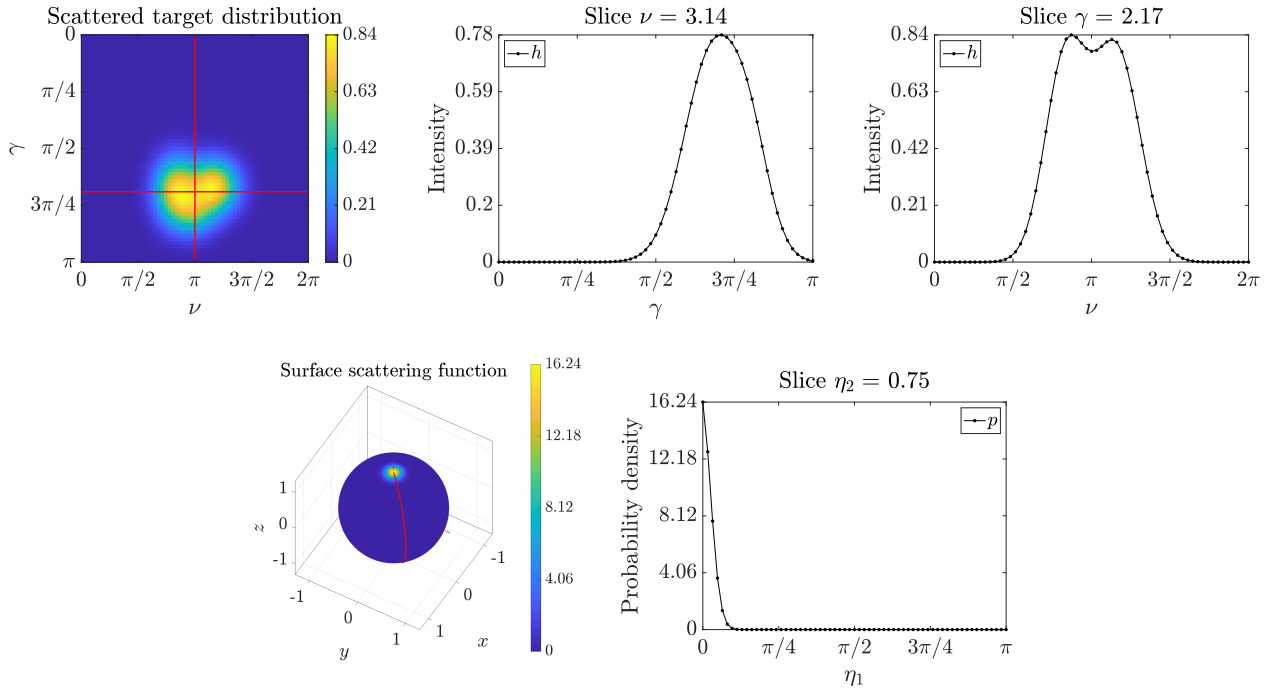 Scattered target distribution
0
π/4
π/2
3π/4
π
γ
0 π/2 π 3π/2 2π
ν
0.84
0.63
0.42
0.21
0
Slice ν = 3.14
h
0.78
0.59
0.39
0.2
0
Intensity
0 π/4 π/2 3π/4 π
γ
Slice γ = 2.17
h
0.84
0.63
0.42
0.21
0
Intensity
0 π/2 π 3π/2 2π
ν
Surface scattering function
1
0
-1
z
-1
0
1
y
-1
0
1
x
16.24
12.18
8.12
4.06
0
Slice η₂ = 0.75
p
16.24
12.18
8.12
4.06
0
Probability density
0 π/4 π/2 3π/4 π
η₁